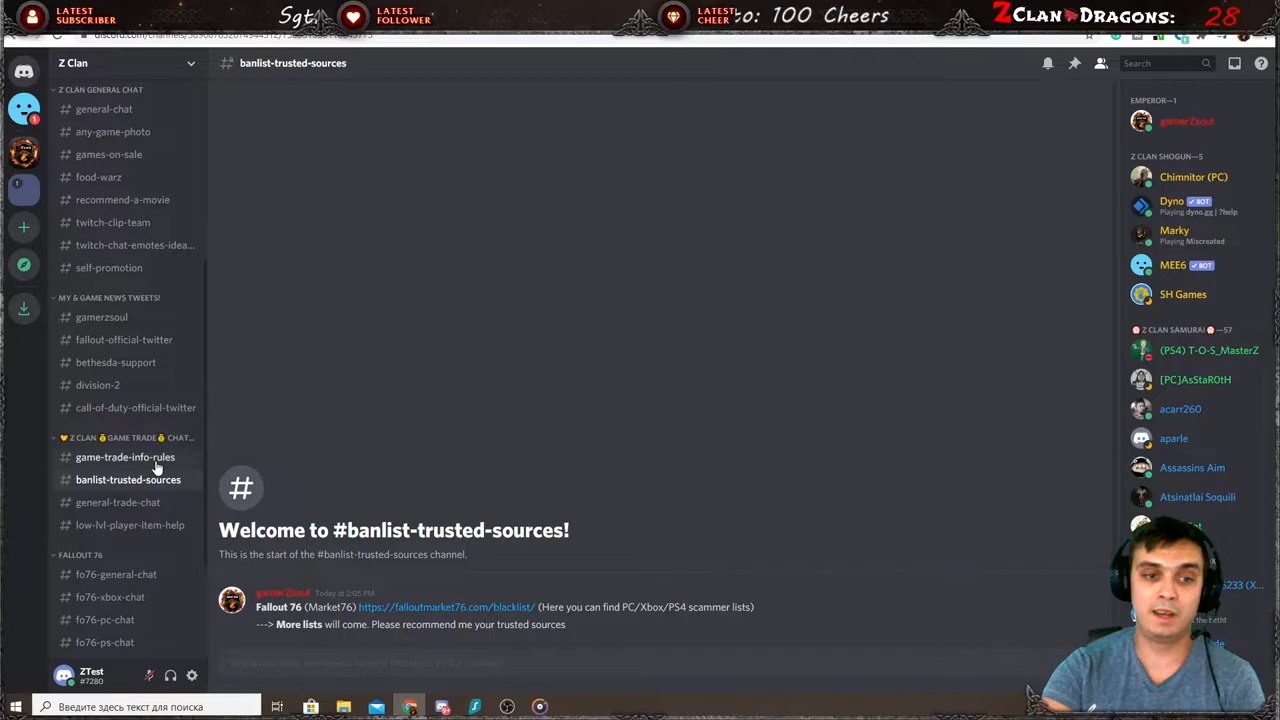 LATEST SUBSCRIBER
Sgt.
LATEST FOLLOWER
LATEST CHEER
to: 100 Cheers
Z CLAN DRAGONS: 28
Z Clan
banlist-trusted-sources
Search
Z CLAN GENERAL CHAT
general-chat
any-game-photo
games-on-sale
food-warz
recommend-a-movie
twitch-clip-team
twitch-chat-emotes-idea...
self-promotion
MY & GAME NEWS TWEETS!
gamerzsoul
fallout-official-twitter
bethesda-support
division-2
call-of-duty-official-twitter
Z CLAN 💰GAME TRADE💰 CHAT...
game-trade-info-rules
banlist-trusted-sources
general-trade-chat
low-lvl-player-item-help
FALLOUT 76
fo76-general-chat
fo76-xbox-chat
fo76-pc-chat
fo76-ps-chat
ZTest
#7280
Welcome to #banlist-trusted-sources!
This is the start of the #banlist-trusted-sources channel.
gamerZsoul Today at 2:05 PM
Fallout 76 (Market76) https://falloutmarket76.com/blacklist/ (Here you can find PC/Xbox/PS4 scammer lists)
---> More lists will come. Please recommend me your trusted sources
EMPEROR—1
gamerZsoul
Z CLAN SHOGUN—5
Chimnitor (PC)
Dyno BOT
Playing dyno.gg | ?help
Marky
Playing Miscreated
MEE6 BOT
SH Games
🌸 Z CLAN SAMURAI 🌸—57
(PS4) T-O-S_MasterZ
[PC]AsStaR0tH
acarr260
aparle
Assassins Aim
Atsinatlai Soquili
Введите здесь текст для поиска